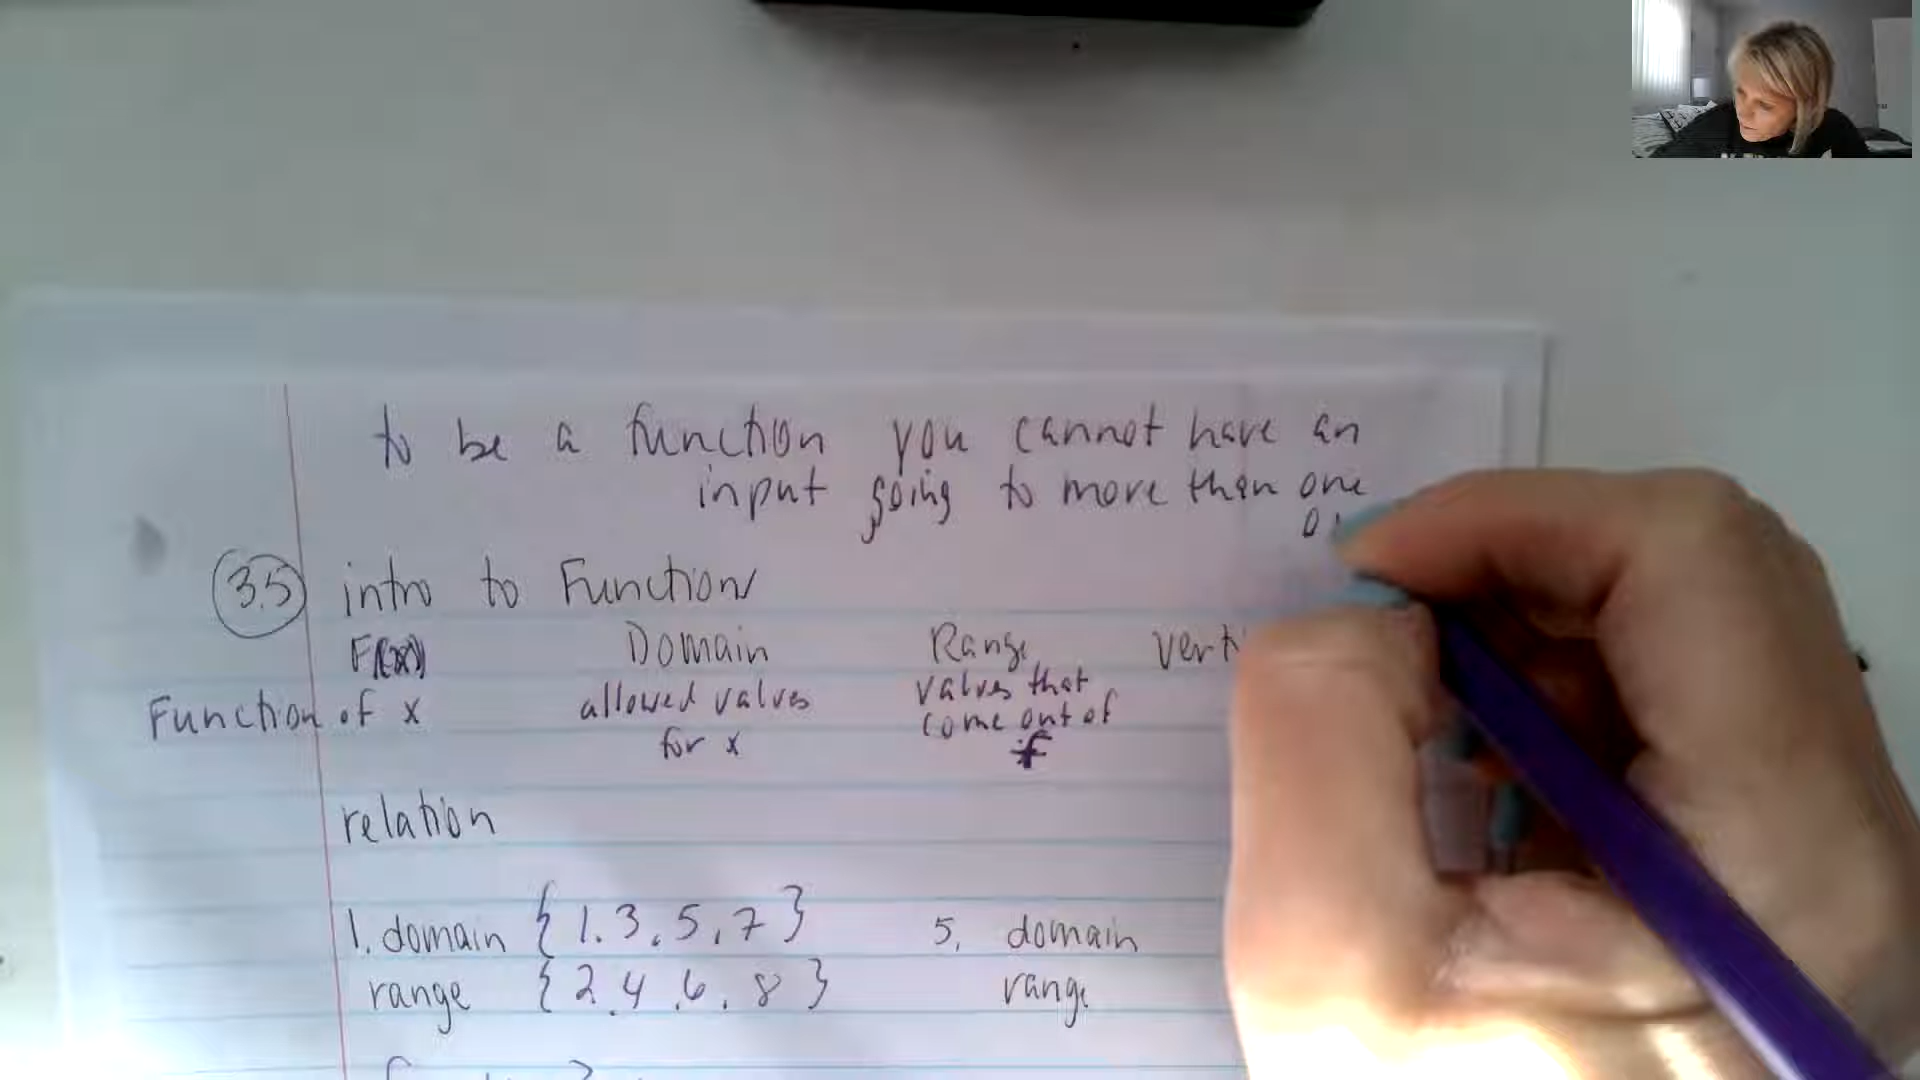 to be a function you cannot have an
input going to more than one
3.5 intro to Function
F(x) Domain Range
Function of x allowed values values that
for x come out of
f
relation
1. domain {1, 3, 5, 7} 5. domain
range {2, 4, 6, 8} range